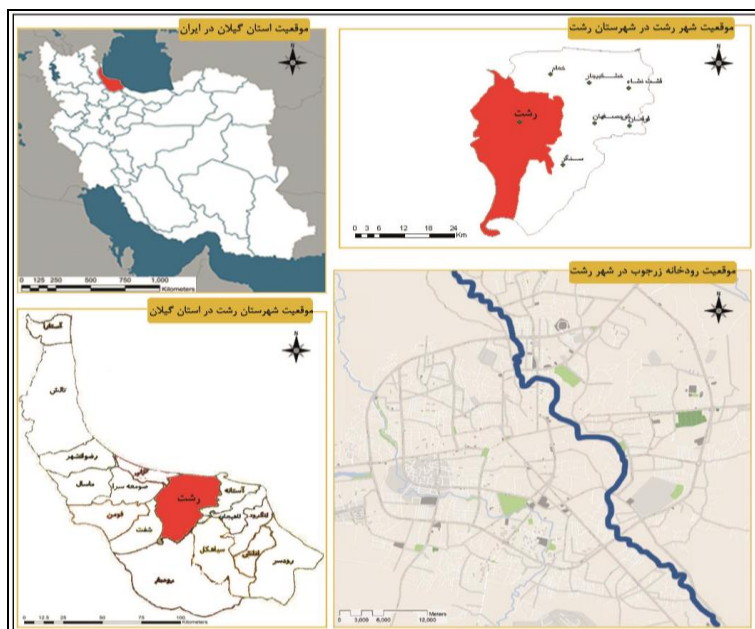 موقعیت شهر رشت در شهرستان رشت
N
خمام
خشکبیجار
لشت نشاء
رشت
کوچصفهان
سنگر
0 3 6 12 18 24
Km
موقعیت استان گیلان در ایران
N
0 125 250 500 750 1,000
Kilometers
موقعیت رودخانه زرجوب در شهر رشت
N
Meters
0 3,000 6,000 12,000
موقعیت شهرستان رشت در استان گیلان
N
آستارا
تالش
رضوانشهر
ماسال
صومعه سرا
انزلی
رشت
آستانه
فومن
شفت
لاهیجان
لنگرود
سیاهکل
املش
رودسر
رودبار
0 12.5 25 50 75 100
Kilometers